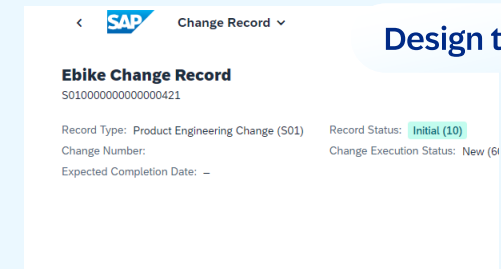 SAP Change Record
Design t
Ebike Change Record
S010000000000000421
Record Type: Product Engineering Change (S01) Record Status: Initial (10)
Change Number: Change Execution Status: New (6
Expected Completion Date: –